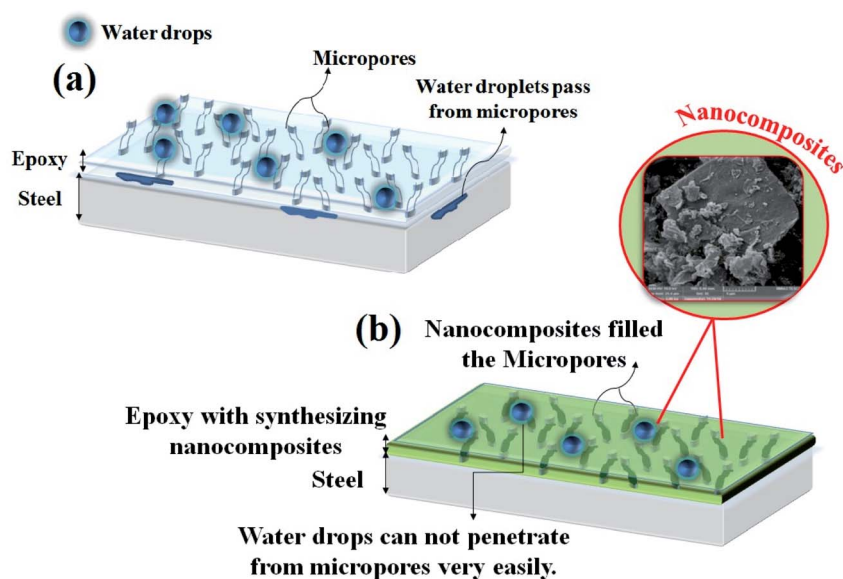 Water drops
(a)
Micropores
Water droplets pass
from micropores
Epoxy
Steel
Nanocomposites
(b)
Nanocomposites filled
the Micropores
Epoxy with synthesizing
nanocomposites
Steel
Water drops can not penetrate
from micropores very easily.